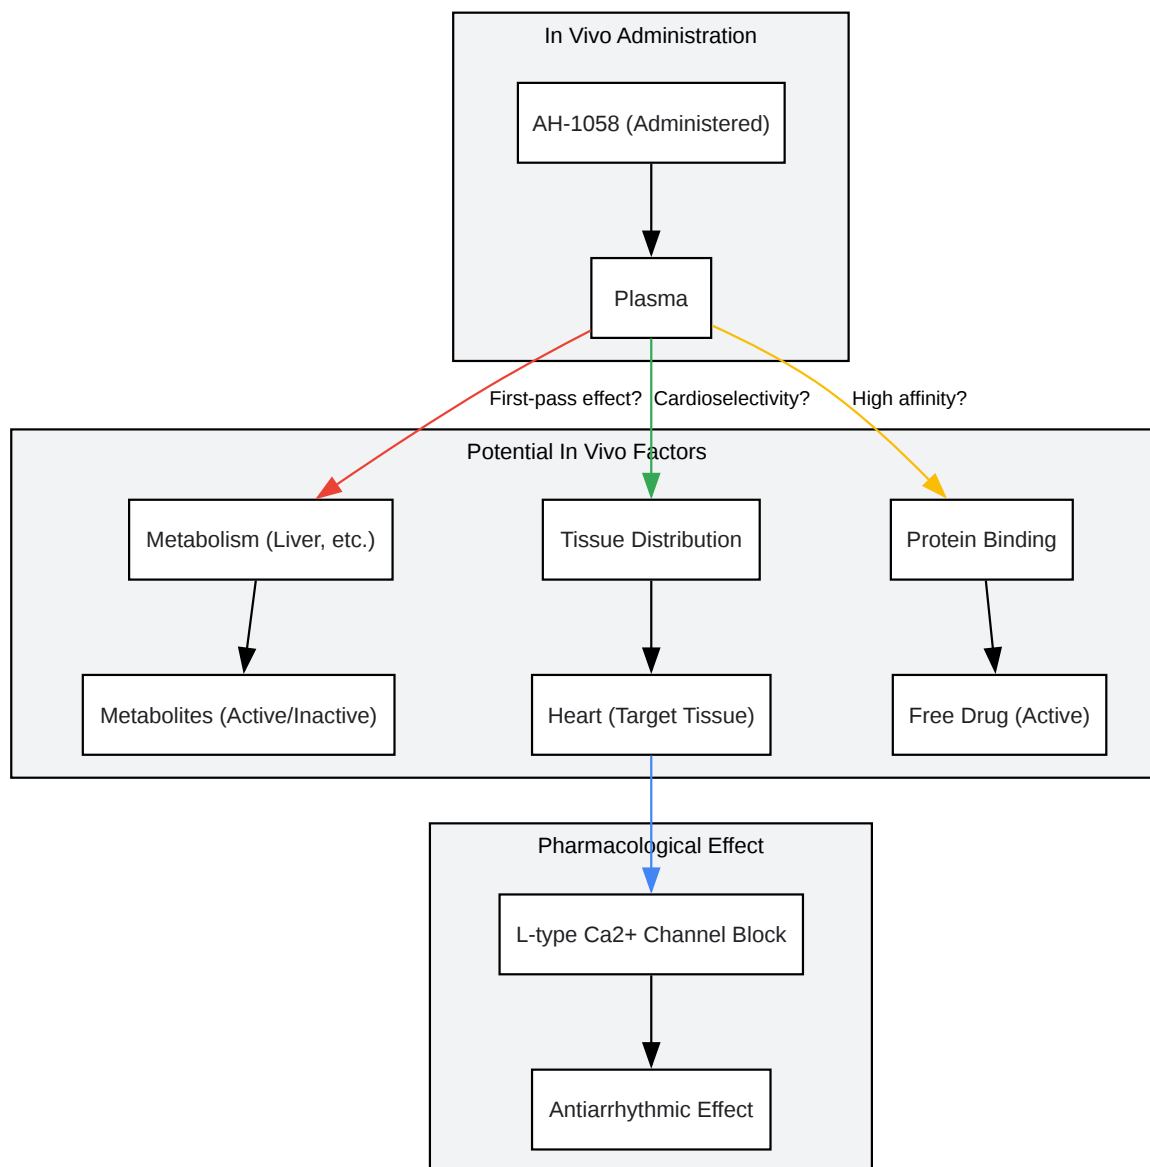 In Vivo Administration
AH-1058 (Administered)
Plasma
First-pass effect?
Cardioselectivity?
High affinity?
Potential In Vivo Factors
Metabolism (Liver, etc.)
Tissue Distribution
Protein Binding
Metabolites (Active/Inactive)
Heart (Target Tissue)
Free Drug (Active)
Pharmacological Effect
L-type Ca2+ Channel Block
Antiarrhythmic Effect